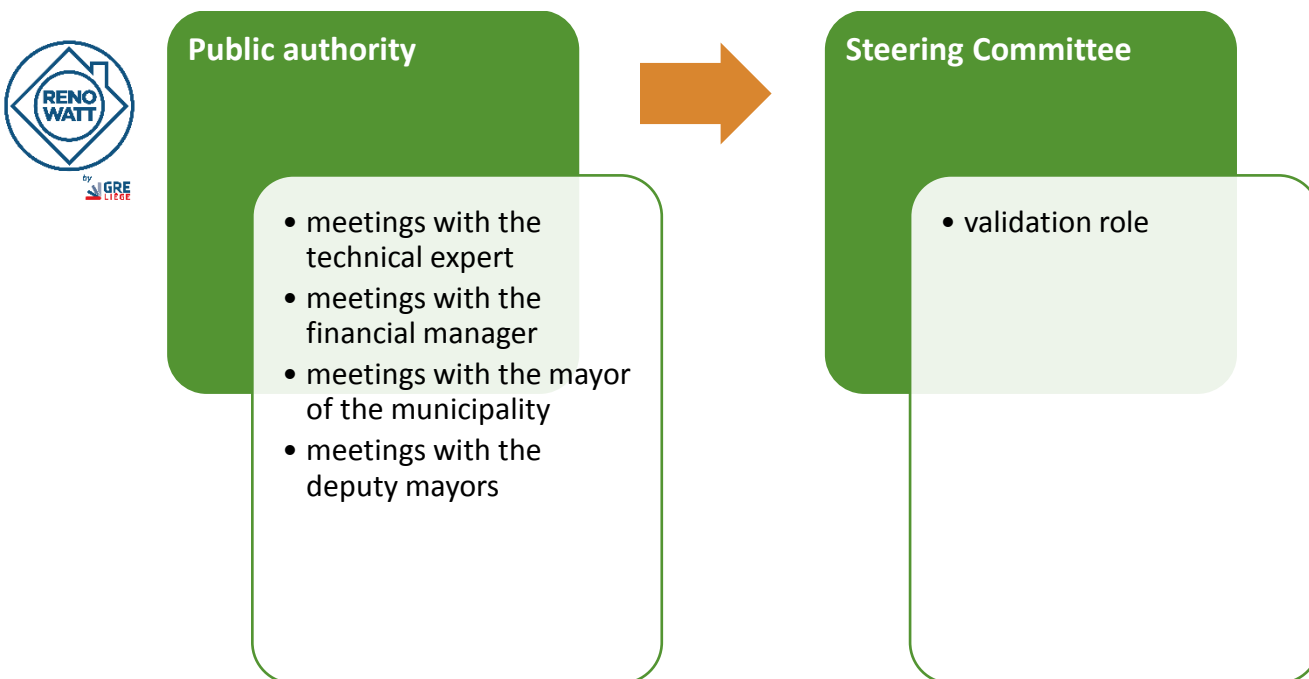 RENO
WATT
by
GRE
LIEGE
Public authority
• meetings with the
technical expert
• meetings with the
financial manager
• meetings with the mayor
of the municipality
• meetings with the
deputy mayors
Steering Committee
• validation role